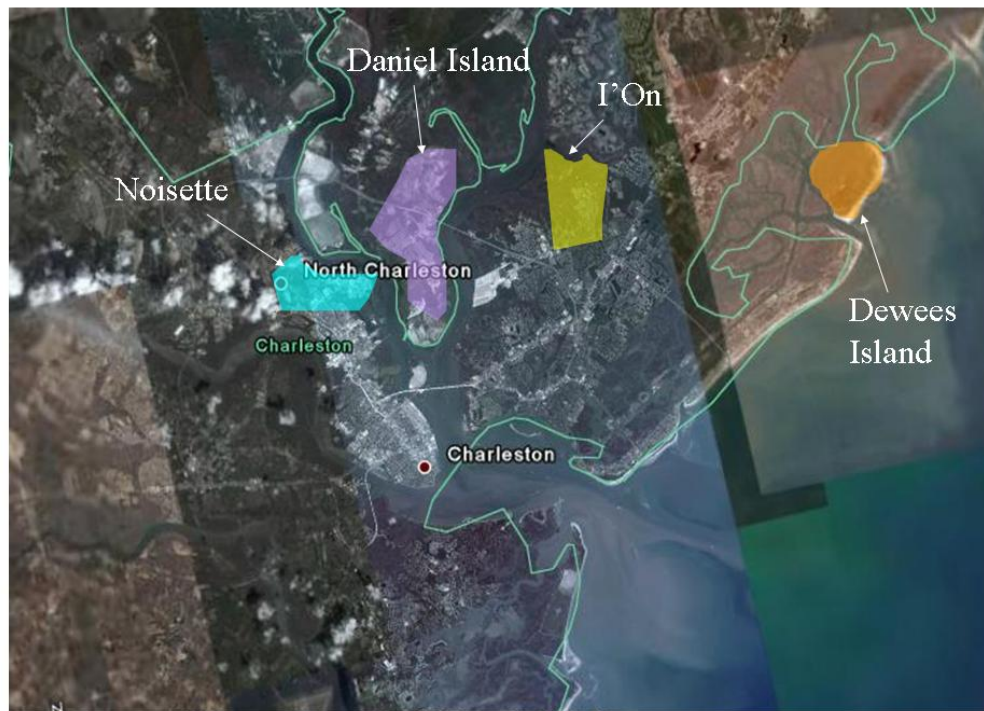 Daniel Island
I'On
Noisette
North Charleston
Dewees
Island
Charleston
Charleston